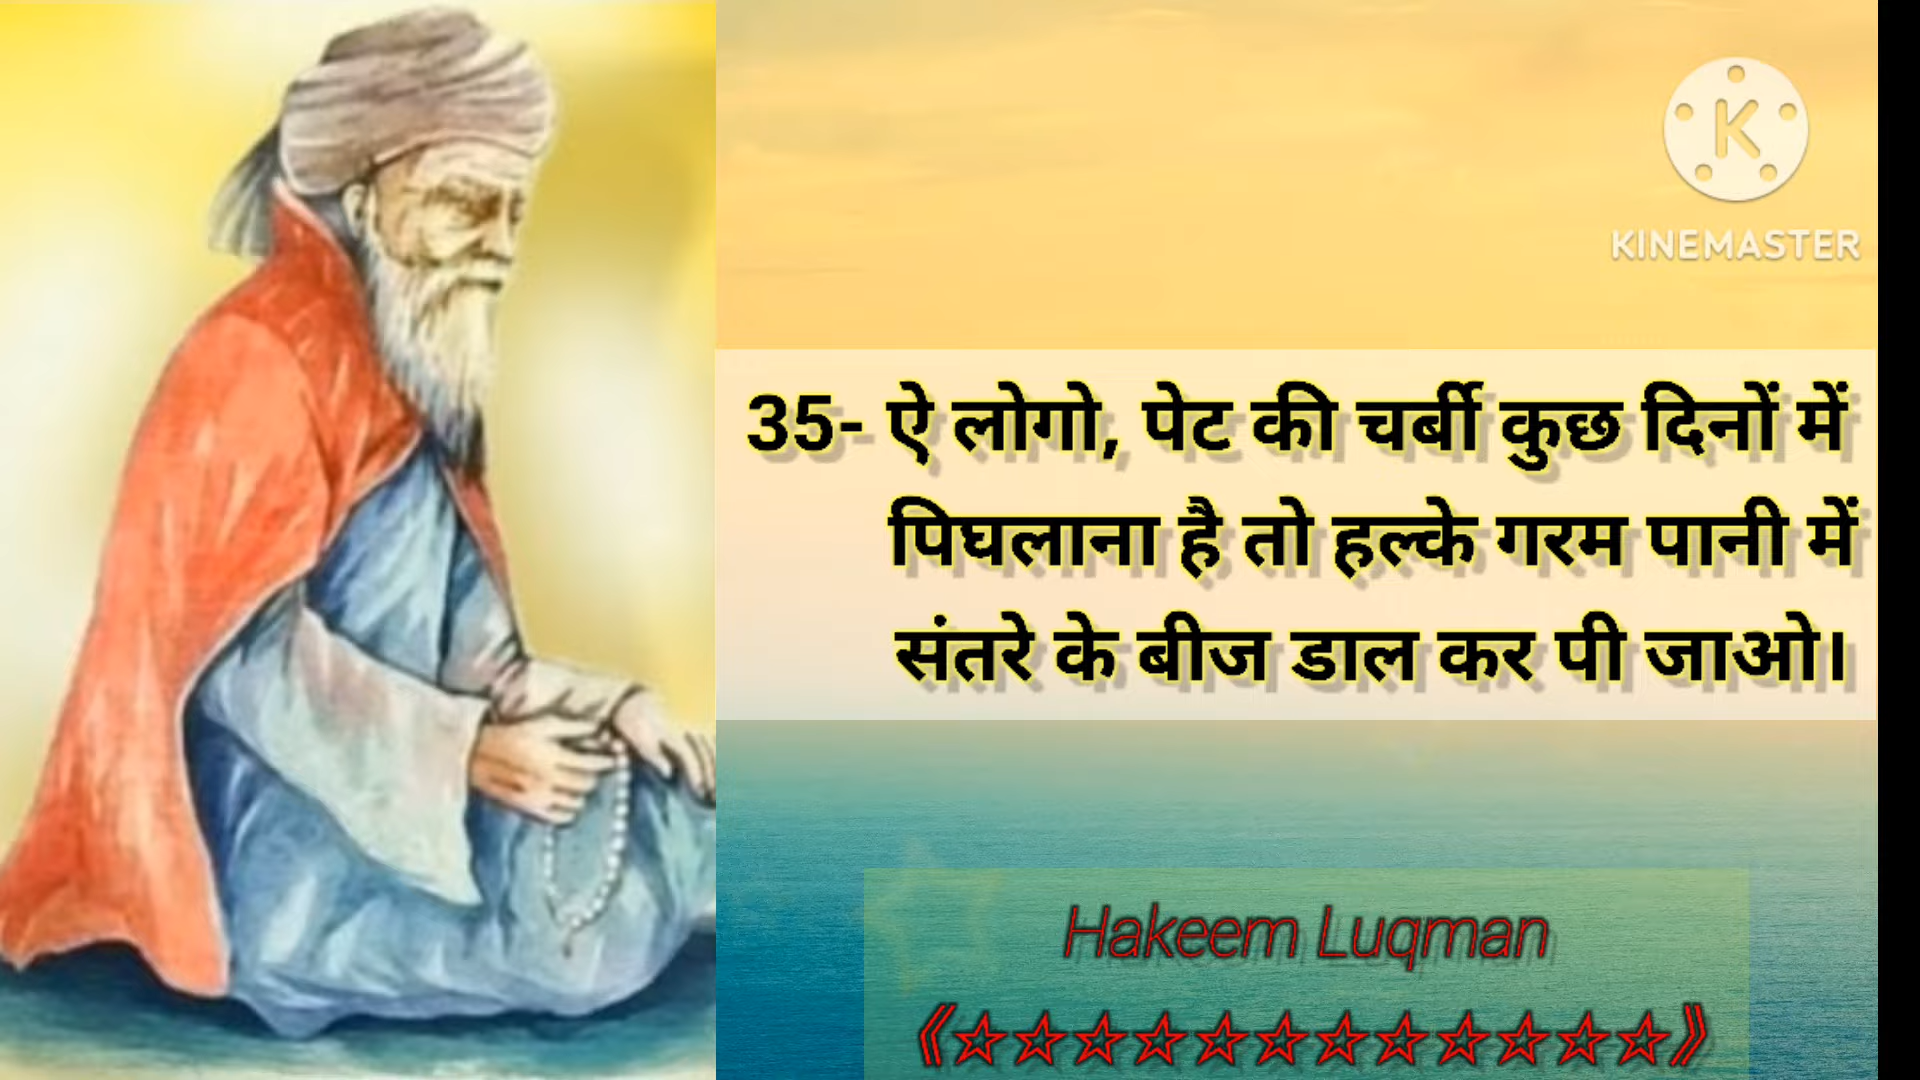 KINEMASTER
35- ऐ लोगो, पेट की चर्बी कुछ दिनों में
पिघलाना है तो हल्के गरम पानी में
संतरे के बीज डाल कर पी जाओ।
Hakeem Luqman
《☆☆☆☆☆☆☆☆☆☆☆☆》